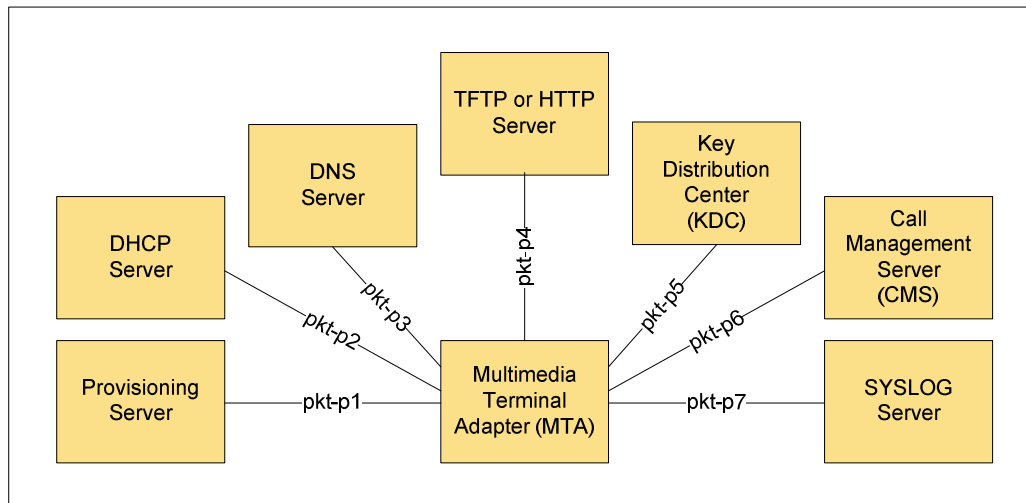 TFTP or HTTP
Server
DNS
Server
Key
Distribution
Center
(KDC)
DHCP
Server
Call
Management
Server
(CMS)
pkt-p4
pkt-p3
pkt-p5
pkt-p2
pkt-p6
Provisioning
Server
pkt-p1
Multimedia
Terminal
Adapter (MTA)
pkt-p7
SYSLOG
Server